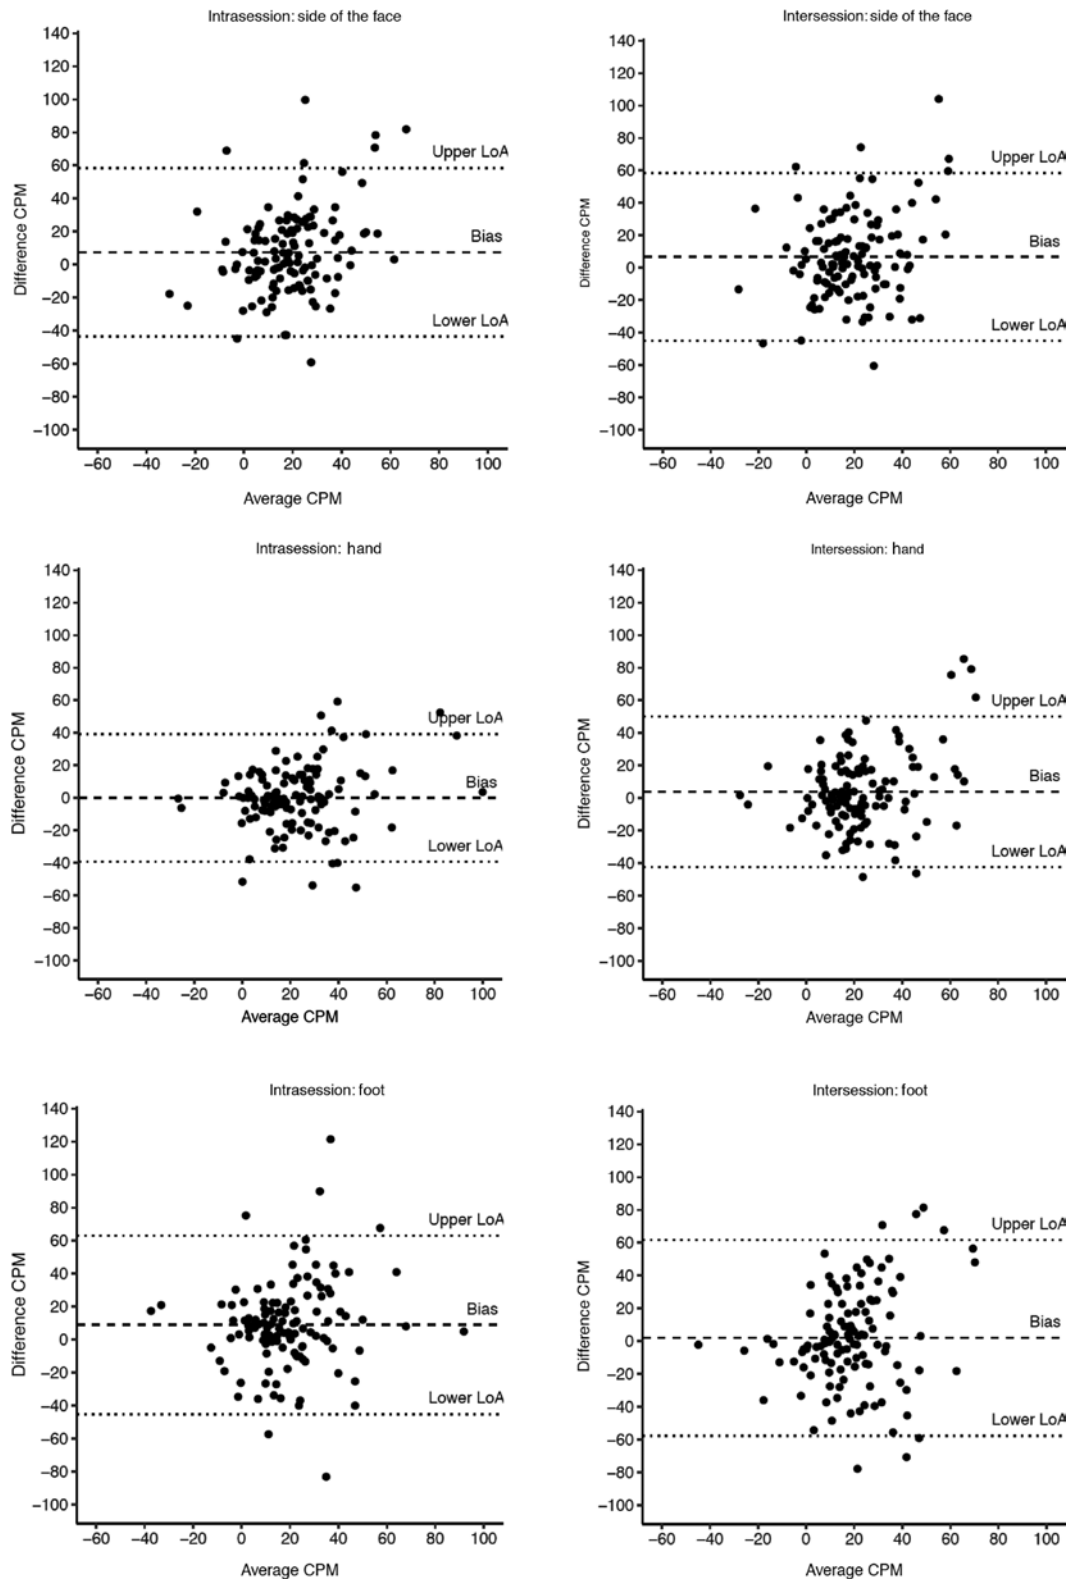 Intrasession: side of the face
140
120
100
80
60
40
20
0
−20
−40
−60
−80
−100
Difference CPM
Upper LoA
Bias
Lower LoA
−60 −40 −20 0 20 40 60 80 100
Average CPM
Intersession: side of the face
140
120
100
80
60
40
20
0
−20
−40
−60
−80
−100
Difference CPM
Upper LoA
Bias
Lower LoA
−60 −40 −20 0 20 40 60 80 100
Average CPM
Intrasession: hand
140
120
100
80
60
40
20
0
−20
−40
−60
−80
−100
Difference CPM
Upper LoA
Bias
Lower LoA
−60 −40 −20 0 20 40 60 80 100
Average CPM
Intersession: hand
140
120
100
80
60
40
20
0
−20
−40
−60
−80
−100
Difference CPM
Upper LoA
Bias
Lower LoA
−60 −40 −20 0 20 40 60 80 100
Average CPM
Intrasession: foot
140
120
100
80
60
40
20
0
−20
−40
−60
−80
−100
Difference CPM
Upper LoA
Bias
Lower LoA
−60 −40 −20 0 20 40 60 80 100
Average CPM
Intersession: foot
140
120
100
80
60
40
20
0
−20
−40
−60
−80
−100
Difference CPM
Upper LoA
Bias
Lower LoA
−60 −40 −20 0 20 40 60 80 100
Average CPM